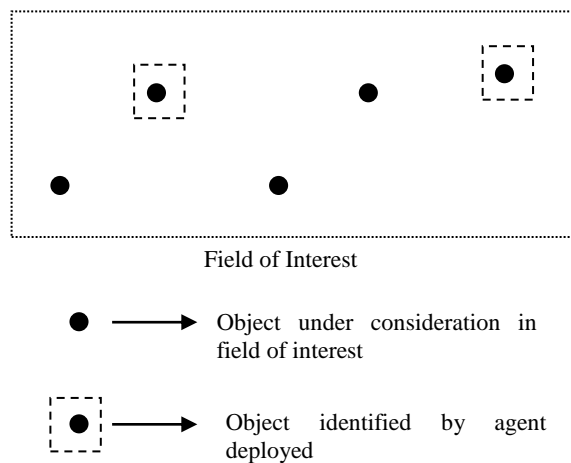 Field of Interest
Object under consideration in
field of interest
Object identified by agent
deployed